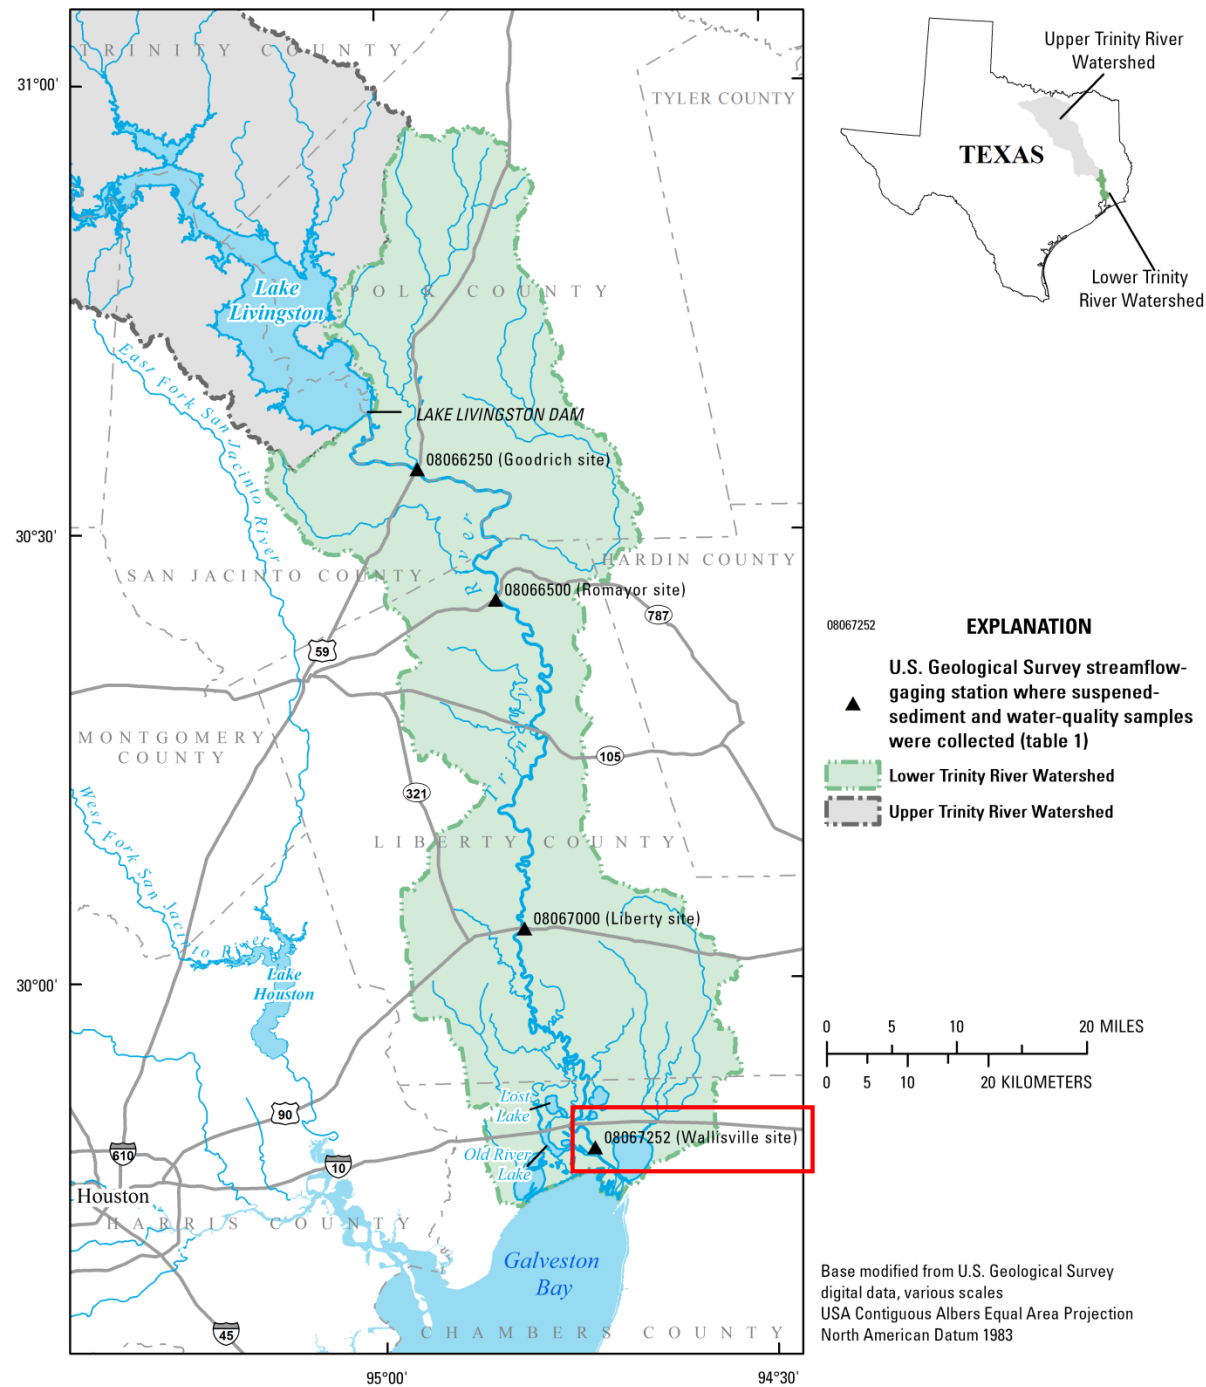 31°00'
30°30'
30°00'
95°00'
94°30'
TRINITY COUNTY
TYLER COUNTY
Lake
Livingston
POLK COUNTY
East Fork San Jacinto River
LAKE LIVINGSTON DAM
08066250 (Goodrich site)
SAN JACINTO COUNTY
HARDIN COUNTY
08066500 (Romayor site)
787
59
Trinity River
MONTGOMERY
COUNTY
105
321
LIBERTY COUNTY
West Fork San Jacinto River
08067000 (Liberty site)
Lake
Houston
Lost
Lake
90
08067252 (Wallisville site)
Old River
Lake
610
10
Houston
HARRIS COUNTY
Galveston
Bay
45
CHAMBERS COUNTY
Upper Trinity River
Watershed
TEXAS
Lower Trinity
River Watershed
08067252
EXPLANATION
U.S. Geological Survey streamflow-
gaging station where suspened-
sediment and water-quality samples
were collected (table 1)
Lower Trinity River Watershed
Upper Trinity River Watershed
0 5 10 20 MILES
0 5 10 20 KILOMETERS
Base modified from U.S. Geological Survey
digital data, various scales
USA Contiguous Albers Equal Area Projection
North American Datum 1983